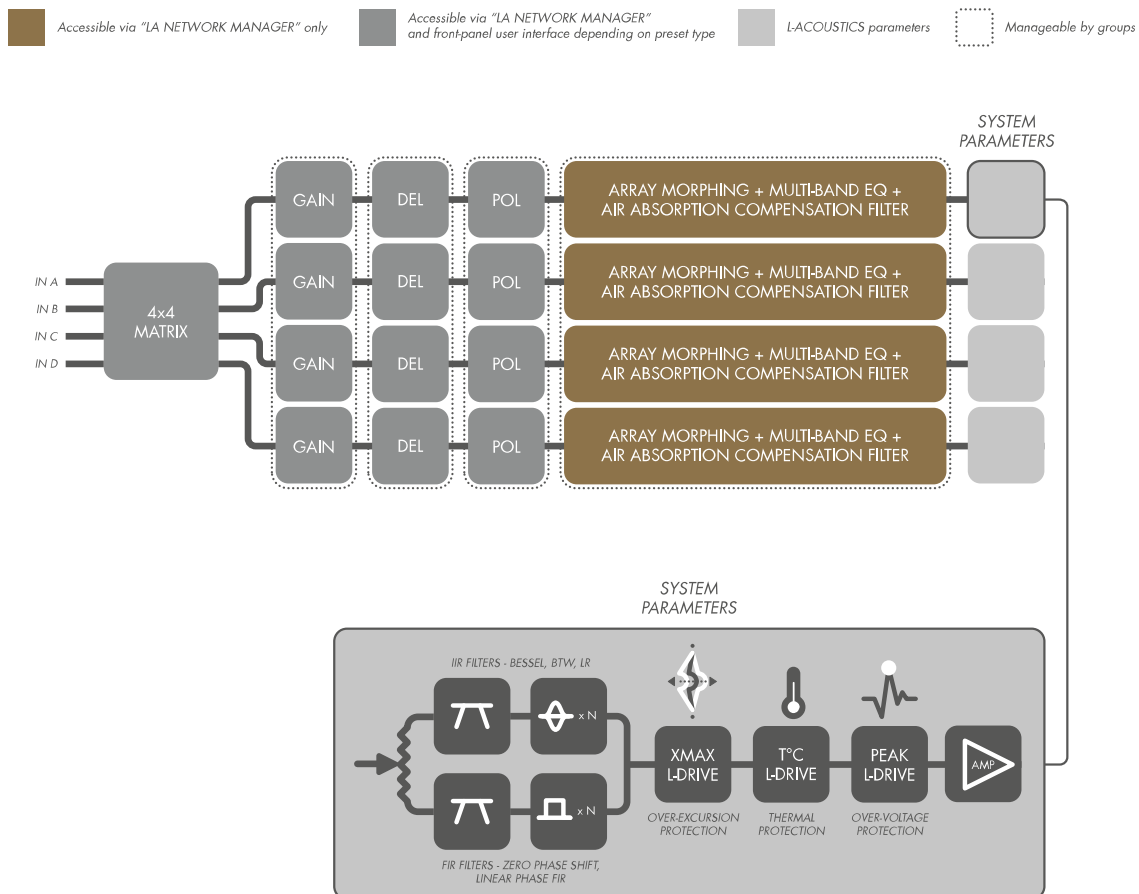 Accessible via "LA NETWORK MANAGER" only
Accessible via "LA NETWORK MANAGER"
and front-panel user interface depending on preset type
L-ACOUSTICS parameters
Manageable by groups
SYSTEM
PARAMETERS
GAIN
DEL
POL
ARRAY MORPHING + MULTI-BAND EQ +
AIR ABSORPTION COMPENSATION FILTER
IN A
IN B
IN C
IN D
4x4
MATRIX
GAIN
DEL
POL
ARRAY MORPHING + MULTI-BAND EQ +
AIR ABSORPTION COMPENSATION FILTER
GAIN
DEL
POL
ARRAY MORPHING + MULTI-BAND EQ +
AIR ABSORPTION COMPENSATION FILTER
GAIN
DEL
POL
ARRAY MORPHING + MULTI-BAND EQ +
AIR ABSORPTION COMPENSATION FILTER
SYSTEM
PARAMETERS
IIR FILTERS - BESSEL, BTW, LR
x N
x N
FIR FILTERS - ZERO PHASE SHIFT,
LINEAR PHASE FIR
XMAX
L-DRIVE
OVER-EXCURSION
PROTECTION
T°C
L-DRIVE
THERMAL
PROTECTION
PEAK
L-DRIVE
OVER-VOLTAGE
PROTECTION
AMP